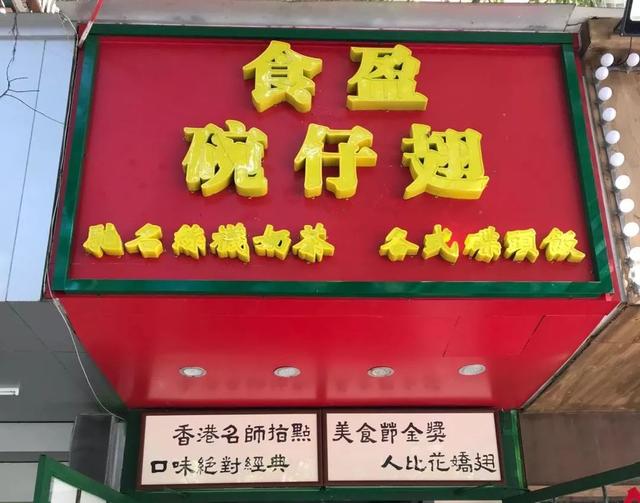 食盈
碗仔翅
馳名絲襪奶茶 各式碟頭飯
香港名師指點
口味絕對經典
美食節金獎
人比花嬌翅